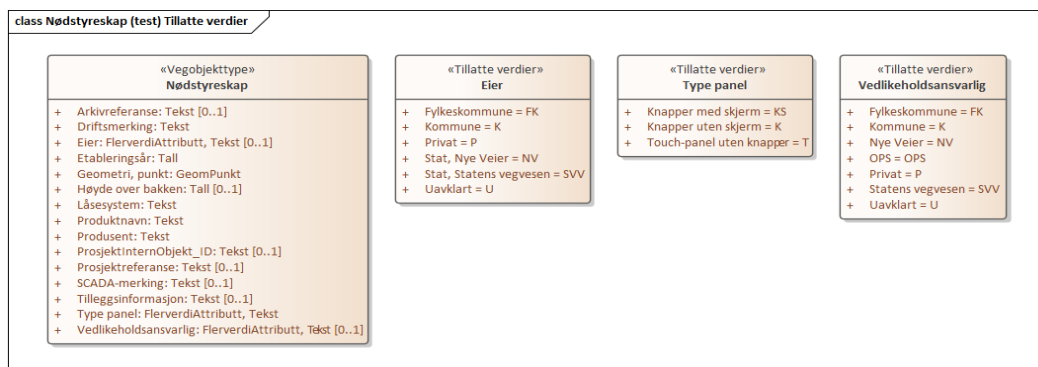 class Nødstyreskap (test) Tillatte verdier
«Vegobjekttype»
Nødstyreskap
+ Arkivreferanse: Tekst [0..1]
+ Driftsmerking: Tekst
+ Eier: FlerverdiAttributt, Tekst [0..1]
+ Etableringsår: Tall
+ Geometri, punkt: GeomPunkt
+ Høyde over bakken: Tall [0..1]
+ Låsesystem: Tekst
+ Produktnavn: Tekst
+ Produsent: Tekst
+ ProsjektInternObjekt_ID: Tekst [0..1]
+ Prosjektreferanse: Tekst [0..1]
+ SCADA-merking: Tekst [0..1]
+ Tilleggsinformasjon: Tekst [0..1]
+ Type panel: FlerverdiAttributt, Tekst
+ Vedlikeholdsansvarlig: FlerverdiAttributt, Tekst [0..1]
«Tillatte verdier»
Eier
+ Fylkeskommune = FK
+ Kommune = K
+ Privat = P
+ Stat, Nye Veier = NV
+ Stat, Statens vegvesen = SVV
+ Uavklart = U
«Tillatte verdier»
Type panel
+ Knapper med skjerm = KS
+ Knapper uten skjerm = K
+ Touch-panel uten knapper = T
«Tillatte verdier»
Vedlikeholdsansvarlig
+ Fylkeskommune = FK
+ Kommune = K
+ Nye Veier = NV
+ OPS = OPS
+ Privat = P
+ Statens vegvesen = SVV
+ Uavklart = U